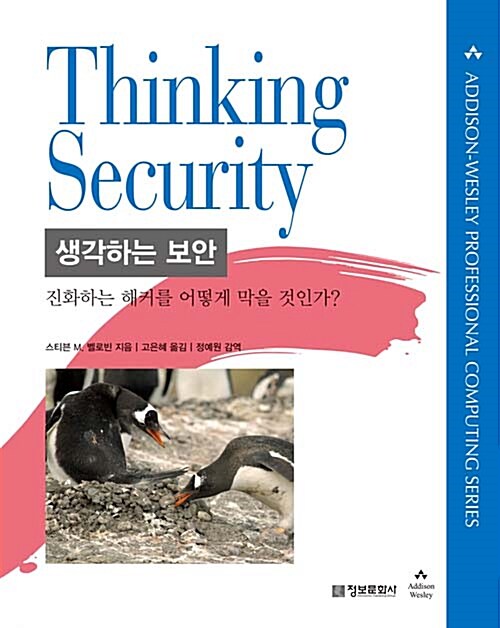 Thinking
Security
생각하는 보안
진화하는 해커를 어떻게 막을 것인가?
스티븐 M. 벨로빈 지음 | 고은혜 옮김 | 정예원 감역
정보문화사
Addison
Wesley
ADDISON-WESLEY PROFESSIONAL COMPUTING SERIES